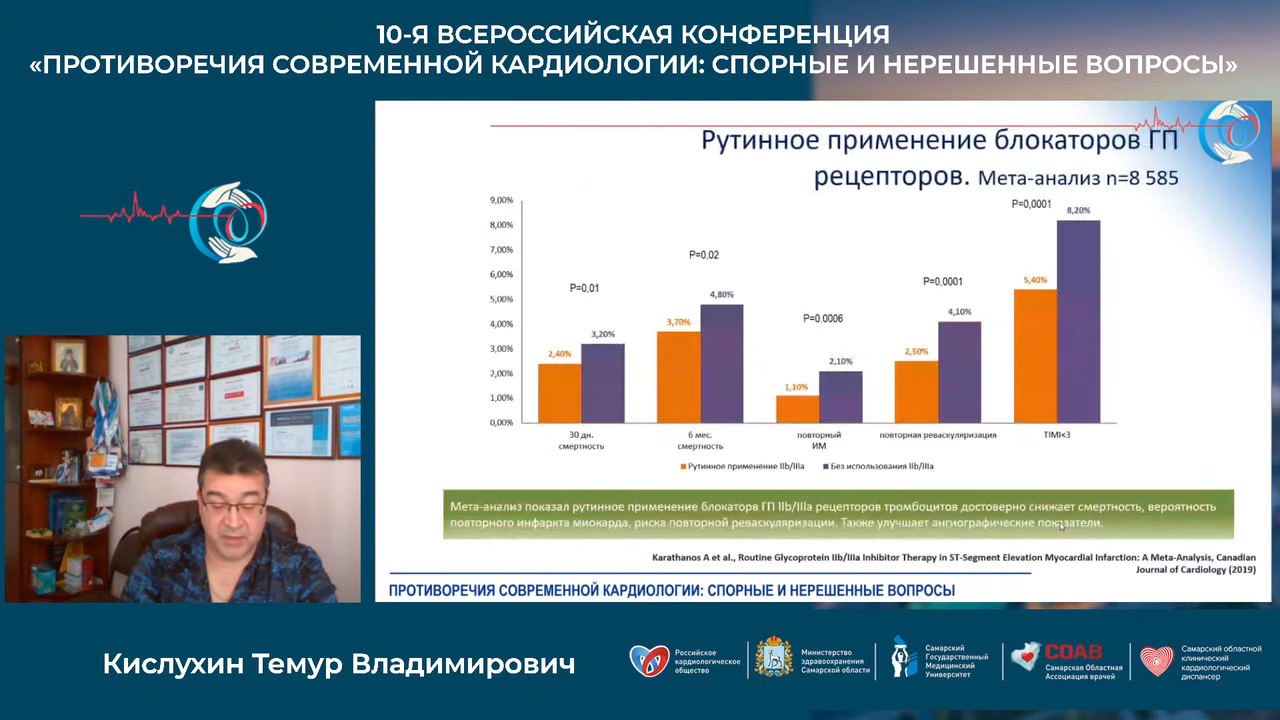 10-Я ВСЕРОССИЙСКАЯ КОНФЕРЕНЦИЯ
«ПРОТИВОРЕЧИЯ СОВРЕМЕННОЙ КАРДИОЛОГИИ: СПОРНЫЕ И НЕРЕШЕННЫЕ ВОПРОСЫ»
Рутинное применение блокаторов ГП
рецепторов. Мета-анализ n=8 585
9,00%
8,00%
7,00%
6,00%
5,00%
4,00%
3,00%
2,00%
1,00%
0,00%
P=0,01
2,40%
3,20%
P=0,02
3,70%
4,80%
P=0,0006
1,10%
2,10%
P=0,0001
2,50%
4,10%
P=0,0001
5,40%
8,20%
30 дн.
смертность
6 мес.
смертность
повторный
ИМ
повторная реваскуляризация
TIMI<3
Рутинное применение IIb/IIIa
Без использования IIb/IIIa
Мета-анализ показал рутинное применение блокаторв ГП IIb/IIIa рецепторов тромбоцитов достоверно снижает смертность, вероятность
повторного инфаркта миокарда, риска повторной реваскуляризации. Также улучшает ангиографические показатели.
Karathanos A et al., Routine Glycoprotein IIb/IIIa Inhibitor Therapy in ST-Segment Elevation Myocardial Infarction: A Meta-Analysis, Canadian
Journal of Cardiology (2019)
ПРОТИВОРЕЧИЯ СОВРЕМЕННОЙ КАРДИОЛОГИИ: СПОРНЫЕ И НЕРЕШЕННЫЕ ВОПРОСЫ
Кислухин Темур Владимирович
Российское
кардиологическое
общество
Министерство
здравоохранения
Самарской области
Самарский
Государственный
Медицинский
Университет
СОАВ
Самарская Областная
Ассоциация врачей
Самарский областной
клинический
кардиологический
диспансер